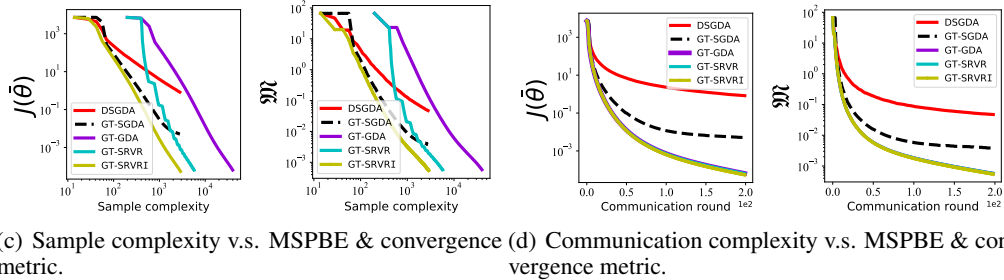 10³
10¹
10⁻¹
10⁻³
J(θ̄)
DSGDA
GT-SGDA
GT-GDA
GT-SRVR
GT-SRVRI
10¹ 10² 10³ 10⁴
Sample complexity
10²
10¹
10⁰
10⁻¹
10⁻²
10⁻³
𝔐
DSGDA
GT-SGDA
GT-GDA
GT-SRVR
GT-SRVRI
10¹ 10² 10³ 10⁴
Sample complexity
10³
10¹
10⁻¹
10⁻³
J(θ̄)
DSGDA
GT-SGDA
GT-GDA
GT-SRVR
GT-SRVRI
0.0 0.5 1.0 1.5 2.0
1e2
Communication round
10¹
10⁰
10⁻¹
10⁻²
10⁻³
𝔐
DSGDA
GT-SGDA
GT-GDA
GT-SRVR
GT-SRVRI
0.0 0.5 1.0 1.5 2.0
1e2
Communication round
(c) Sample complexity v.s. MSPBE & convergence
metric.
(d) Communication complexity v.s. MSPBE & con
vergence metric.